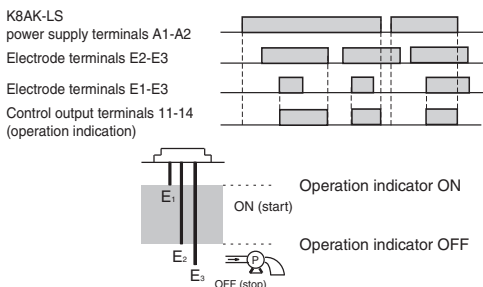 K8AK-LS
power supply terminals A1-A2
Electrode terminals E2-E3
Electrode terminals E1-E3
Control output terminals 11-14
(operation indication)
Operation indicator ON
E1
ON (start)
Operation indicator OFF
E2
P
E3
OFF (stop)